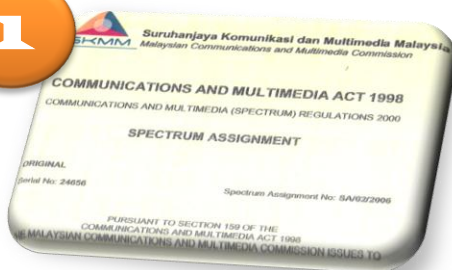 1
SKMM
Suruhanjaya Komunikasi dan Multimedia Malaysia
Malaysian Communications and Multimedia Commission
COMMUNICATIONS AND MULTIMEDIA ACT 1998
COMMUNICATIONS AND MULTIMEDIA (SPECTRUM) REGULATIONS 2000
SPECTRUM ASSIGNMENT
ORIGINAL
Serial No: 24656
Spectrum Assignment No: SA/02/2006
PURSUANT TO SECTION 159 OF THE
COMMUNICATIONS AND MULTIMEDIA ACT 1998
MALAYSIAN COMMUNICATIONS AND MULTIMEDIA COMMISSION ISSUES TO